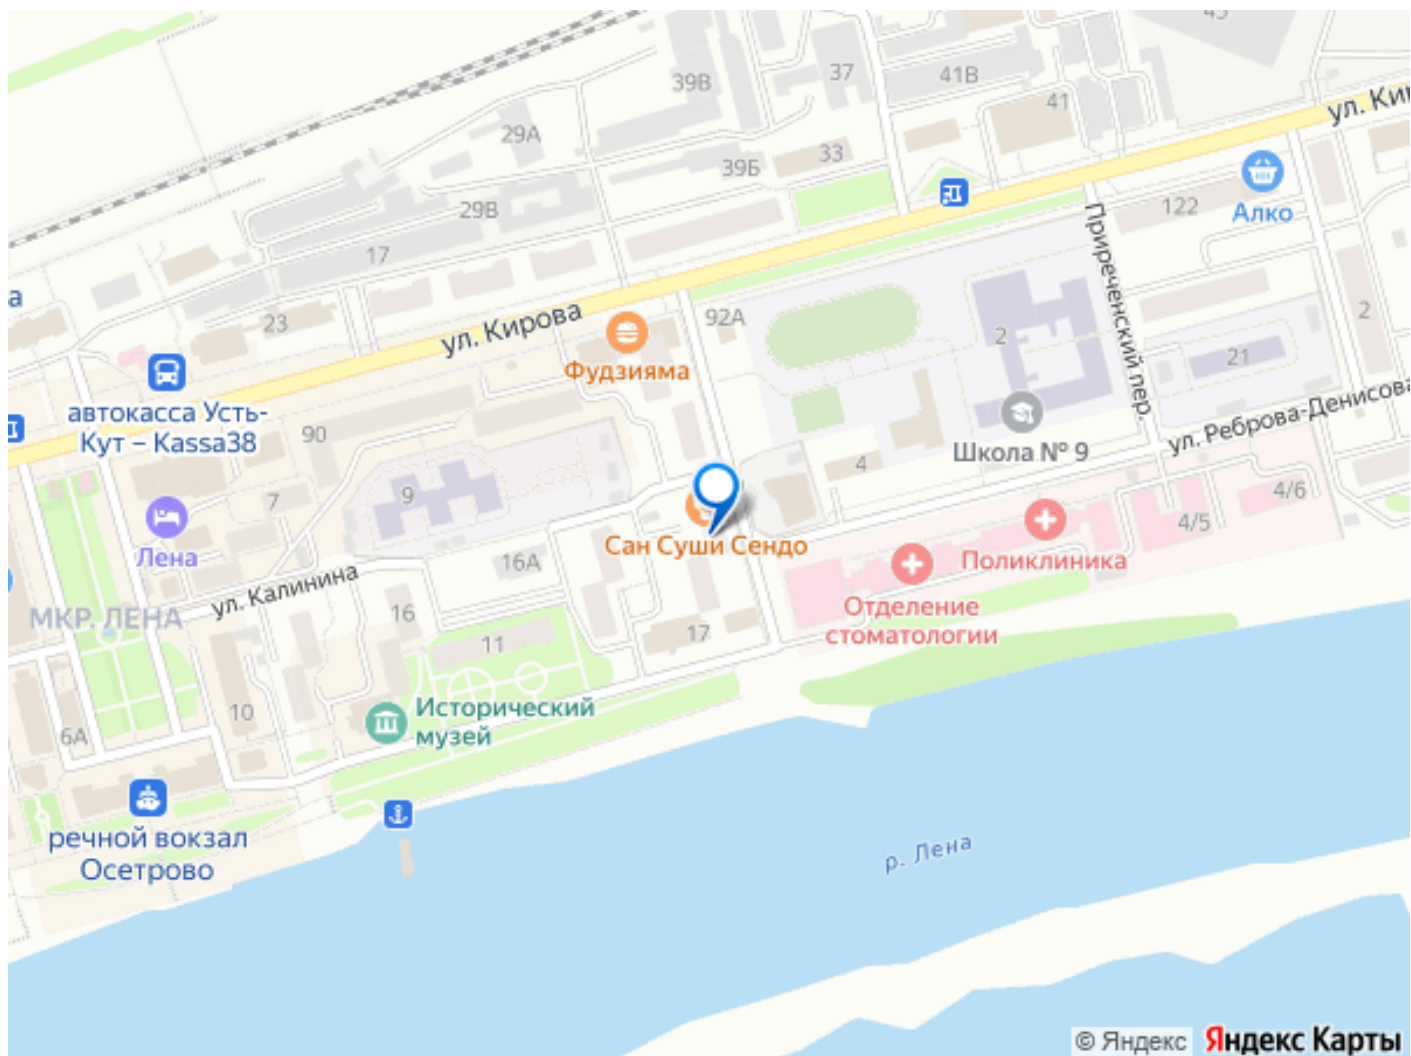 45
37
41В
39В
41
ул. Ки
29А
33
39Б
Алко
122
29В
17
Приреченский пер.
а
23
ул. Кирова
92А
2
2
21
Фудзияма
автокасса Усть-
Кут – Kassa38
90
ул. Реброва-Денисова
Школа № 9
4
9
7
4/6
4/5
Лена
Сан Суши Сендо
16А
Поликлиника
ул. Калинина
МКР. ЛЕНА
16
Отделение
стоматологии
17
11
Исторический
музей
10
6А
речной вокзал
Осетрово
р. Лена
© Яндекс Яндекс Карты